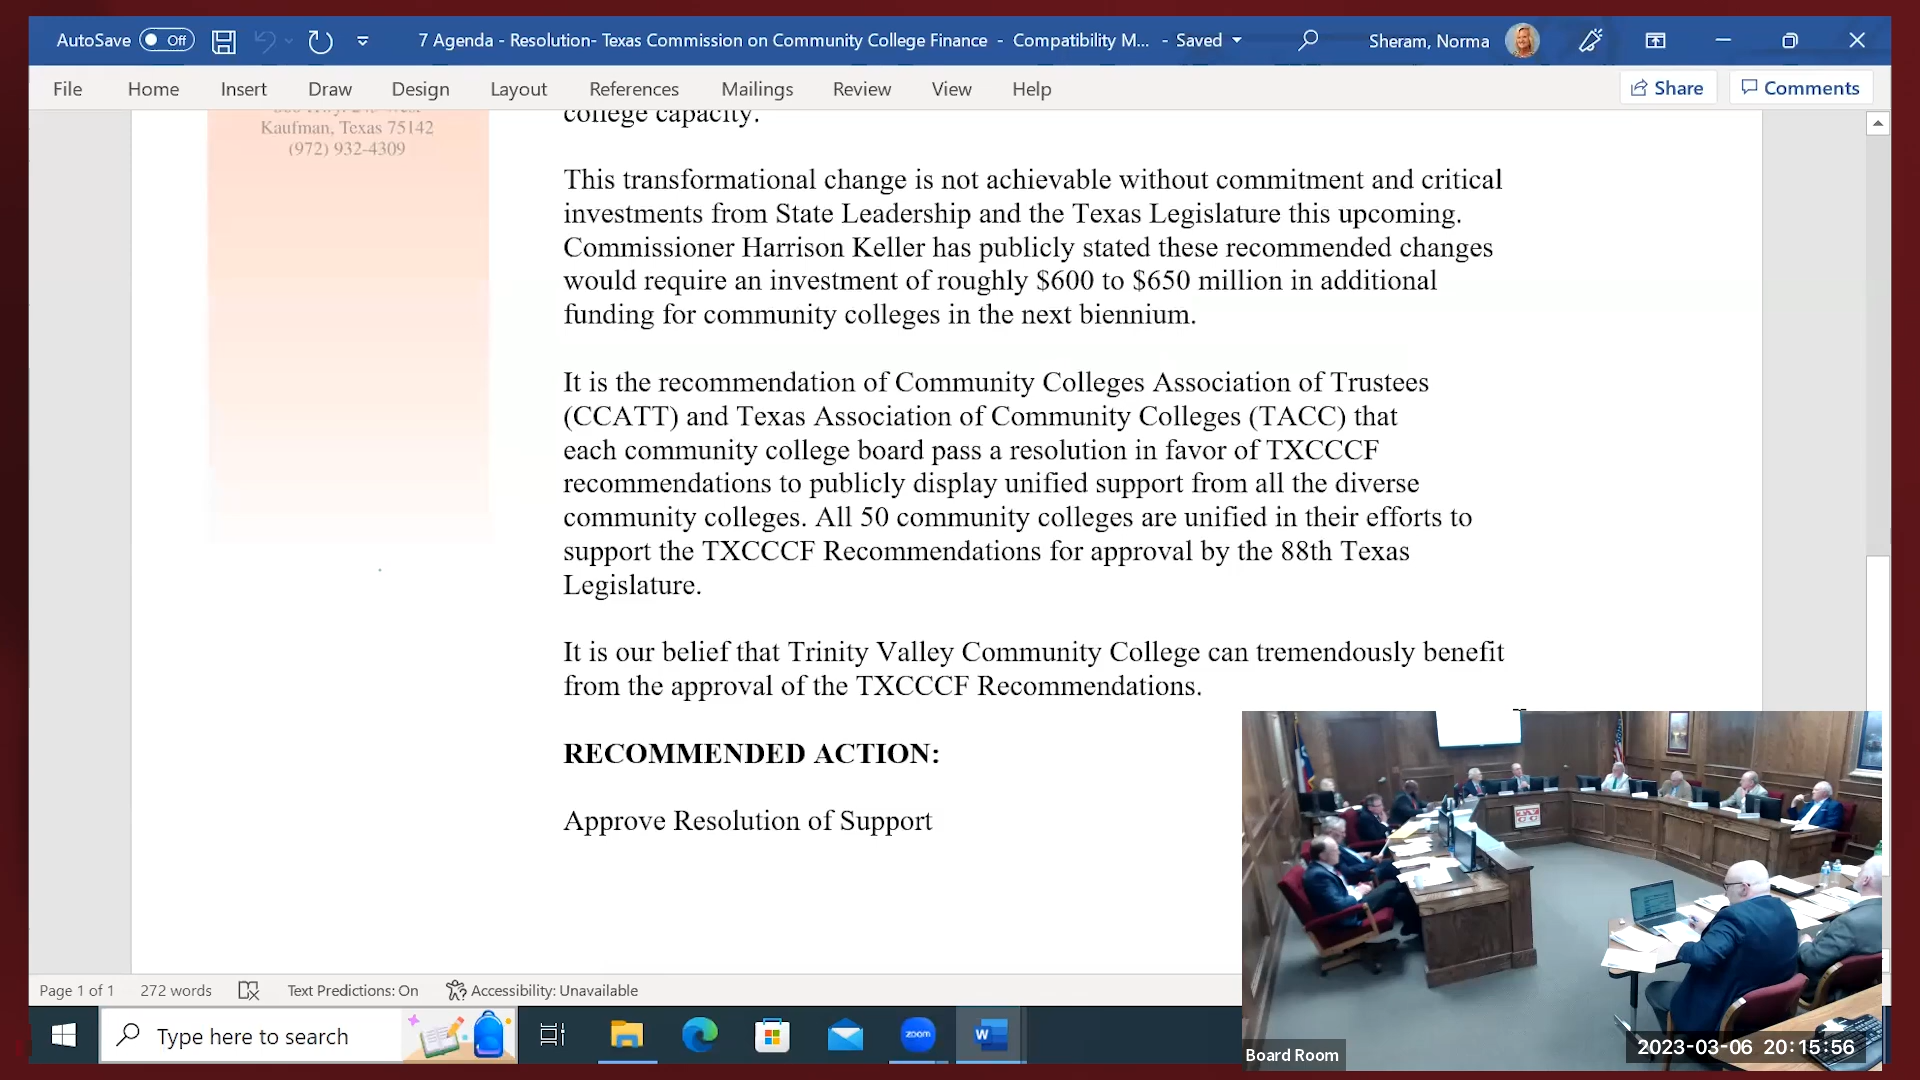 AutoSave Off 7 Agenda - Resolution- Texas Commission on Community College Finance - Compatibility M... - Saved Sheram, Norma
File Home Insert Draw Design Layout References Mailings Review View Help Share Comments
Kaufman, Texas 75142
(972) 932-4309
college capacity.
This transformational change is not achievable without commitment and critical
investments from State Leadership and the Texas Legislature this upcoming.
Commissioner Harrison Keller has publicly stated these recommended changes
would require an investment of roughly $600 to $650 million in additional
funding for community colleges in the next biennium.
It is the recommendation of Community Colleges Association of Trustees
(CCATT) and Texas Association of Community Colleges (TACC) that
each community college board pass a resolution in favor of TXCCCF
recommendations to publicly display unified support from all the diverse
community colleges. All 50 community colleges are unified in their efforts to
support the TXCCCF Recommendations for approval by the 88th Texas
Legislature.
It is our belief that Trinity Valley Community College can tremendously benefit
from the approval of the TXCCCF Recommendations.
RECOMMENDED ACTION:
Approve Resolution of Support
Page 1 of 1 272 words Text Predictions: On Accessibility: Unavailable
Type here to search zoom W
Board Room 2023-03-06 20:15:56